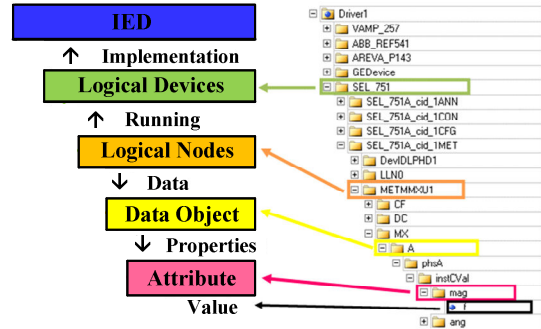 IED
Implementation
Logical Devices
Running
Logical Nodes
Data
Data Object
Properties
Attribute
Value
Driver1
VAMP_257
ABB_REF541
AREVA_P143
GEDevice
SEL_751
SEL_751A_cid_1ANN
SEL_751A_cid_1CON
SEL_751A_cid_1CFG
SEL_751A_cid_1MET
DevIDLPHD1
LLN0
METMMXU1
CF
DC
MX
A
phsA
instCVal
mag
f
ang